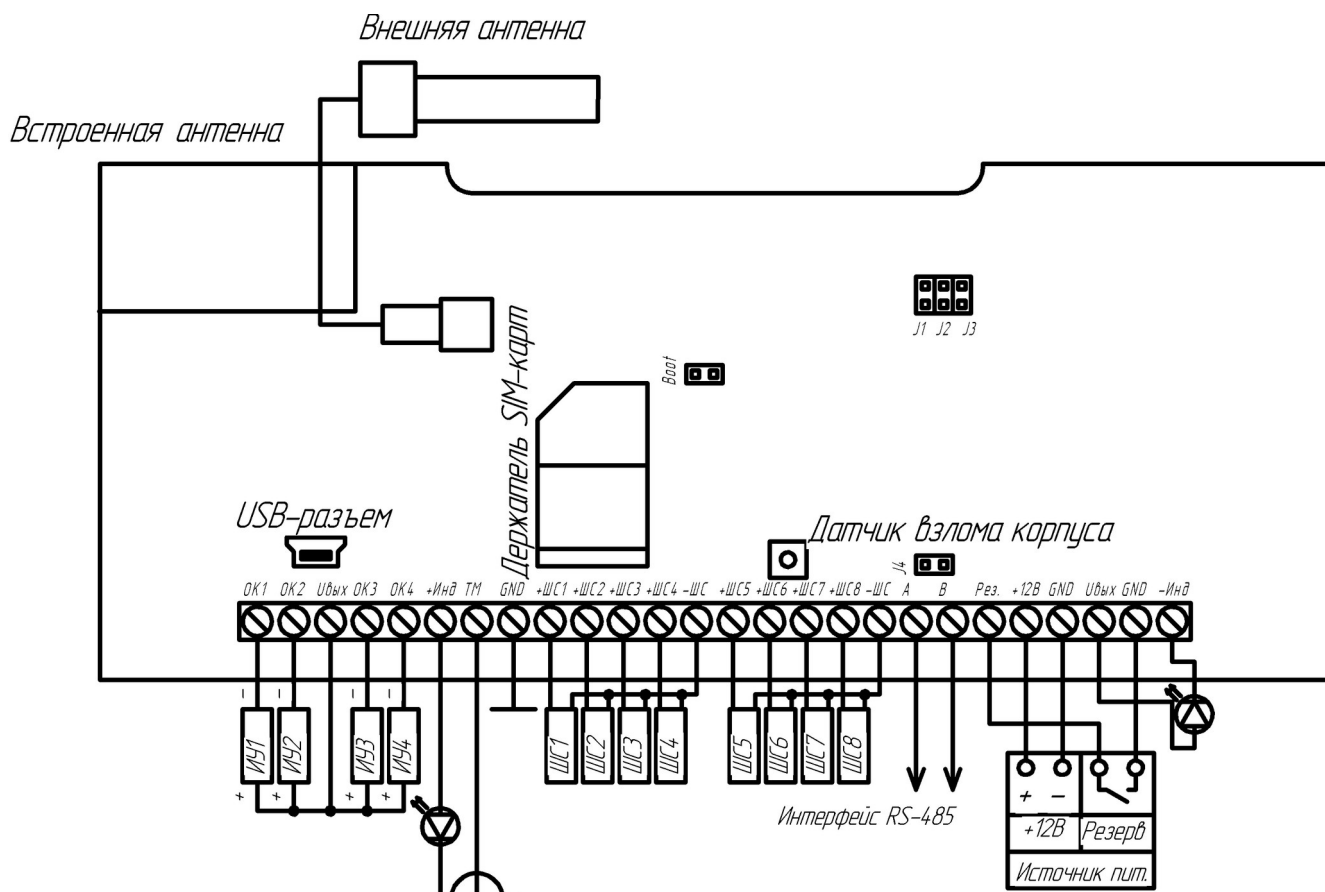 Внешняя антенна
Встроенная антенна
J1 J2 J3
Boot
Держатель SIM-карт
USB-разъем
Датчик взлома корпуса
J4
ОК1 ОК2 Uвых ОК3 ОК4 +Инд ТМ GND +ШС1 +ШС2 +ШС3 +ШС4 -ШС +ШС5 +ШС6 +ШС7 +ШС8 -ШС А В Рез. +12В GND Uвых GND -Инд
- - - -
ИУ1 ИУ2 ИУ3 ИУ4 ШС1 ШС2 ШС3 ШС4 ШС5 ШС6 ШС7 ШС8
+ + + +
+ -
Интерфейс RS-485
+12В Резерв
Источник пит.